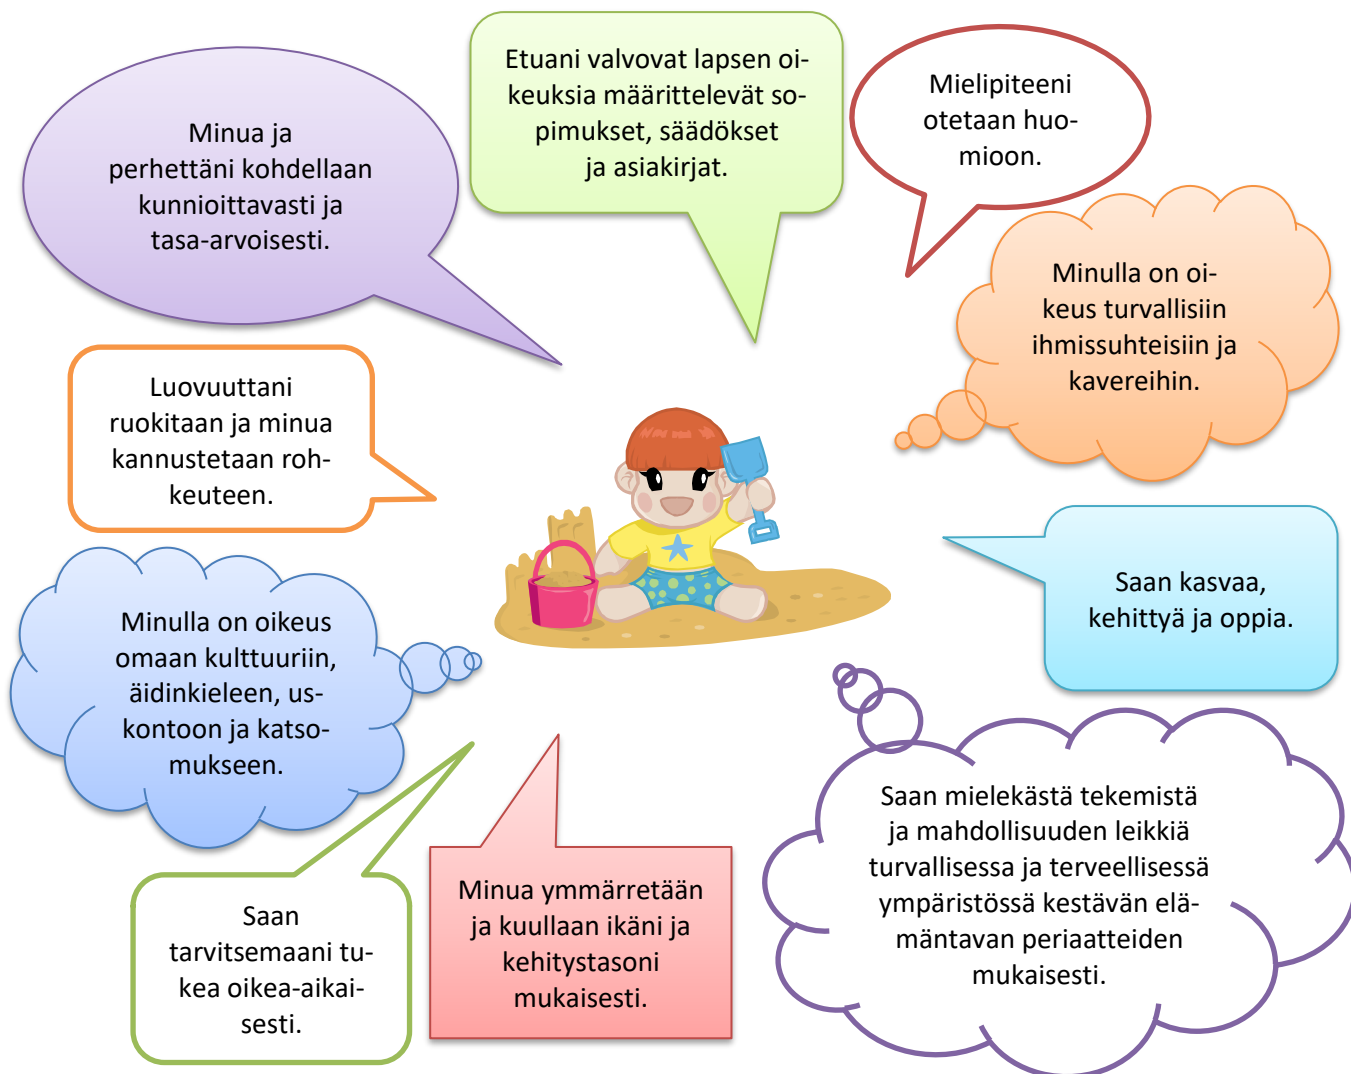 Minua ja
perhettäni kohdellaan
kunnioittavasti ja
tasa-arvoisesti.
Etuani valvovat lapsen oi-
keuksia määrittelevät so-
pimukset, säädökset
ja asiakirjat.
Mielipiteeni
otetaan huo-
mioon.
Minulla on oi-
keus turvallisiin
ihmissuhteisiin ja
kavereihin.
Luovuuttani
ruokitaan ja minua
kannustetaan roh-
keuteen.
Saan kasvaa,
kehittyä ja oppia.
Minulla on oikeus
omaan kulttuuriin,
äidinkieleen, us-
kontoon ja katso-
mukseen.
Saan
tarvitsemaani tu-
kea oikea-aikai-
sesti.
Minua ymmärretään
ja kuullaan ikäni ja
kehitystasoni
mukaisesti.
Saan mielekästä tekemistä
ja mahdollisuuden leikkiä
turvallisessa ja terveellisessä
ympäristössä kestävän elä-
mäntavan periaatteiden
mukaisesti.